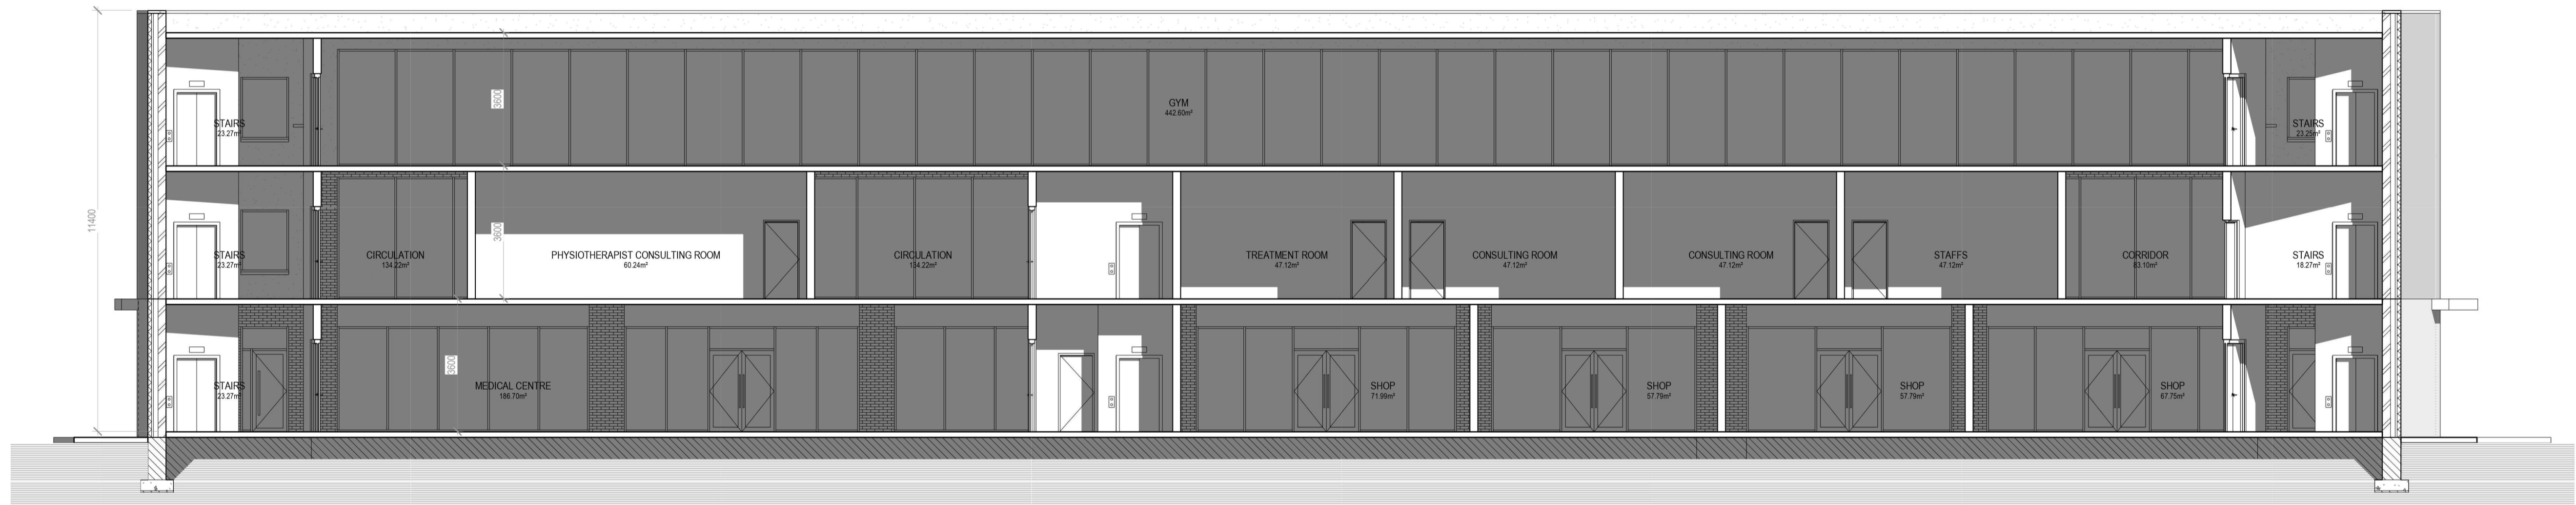 3600
GYM
442.60m²
STAIRS
23.27m²
STAIRS
23.25m²
11400
3600
STAIRS
23.27m²
CIRCULATION
134.22m²
PHYSIOTHERAPIST CONSULTING ROOM
60.24m²
CIRCULATION
134.22m²
TREATMENT ROOM
47.12m²
CONSULTING ROOM
47.12m²
CONSULTING ROOM
47.12m²
STAFFS
47.12m²
CORRIDOR
83.10m²
STAIRS
18.27m²
3600
STAIRS
23.27m²
MEDICAL CENTRE
186.70m²
SHOP
71.99m²
SHOP
57.79m²
SHOP
57.79m²
SHOP
67.75m²